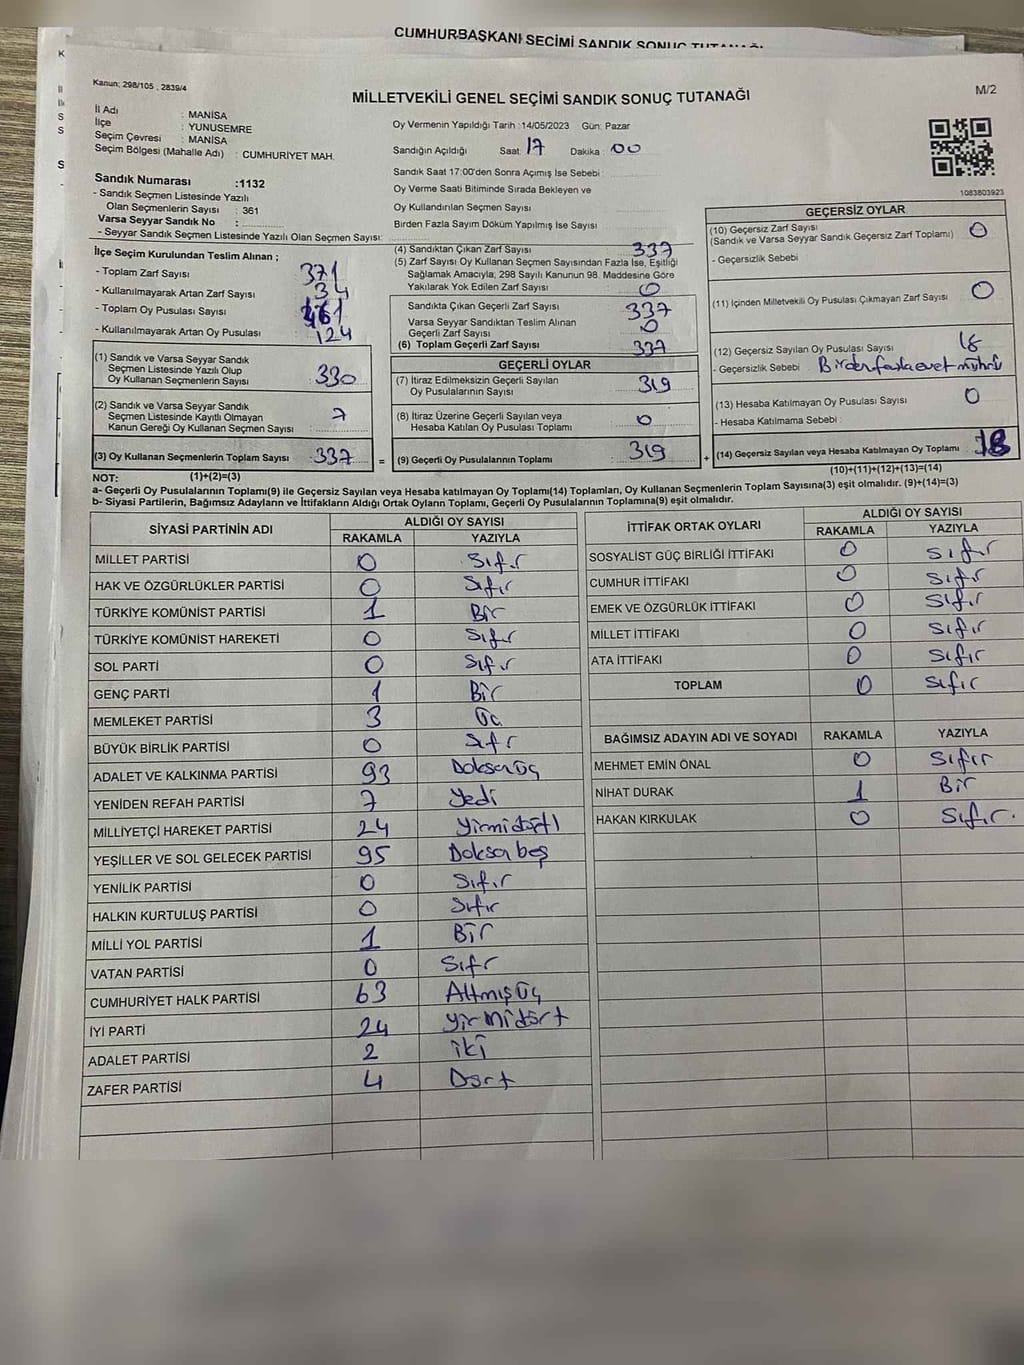 CUMHURBAŞKANI SEÇİMİ SANDIK SONUÇ TUTANAĞI
Kanun: 298/105 , 2839/4
M/2
MİLLETVEKİLİ GENEL SEÇİMİ SANDIK SONUÇ TUTANAĞI
İl Adı : MANİSA
İlçe : YUNUSEMRE
Seçim Çevresi : MANİSA
Seçim Bölgesi (Mahalle Adı) : CUMHURİYET MAH.
Sandık Numarası :1132
- Sandık Seçmen Listesinde Yazılı
Olan Seçmenlerin Sayısı : 361
Varsa Seyyar Sandık No :
- Seyyar Sandık Seçmen Listesinde Yazılı Olan Seçmen Sayısı:
Oy Vermenin Yapıldığı Tarih :14/05/2023 Gün: Pazar
Sandığın Açıldığı Saat: 17 Dakika: 00
Sandık Saat 17:00'den Sonra Açımış İse Sebebi :
Oy Verme Saati Bitiminde Sırada Bekleyen ve
Oy Kullandırılan Seçmen Sayısı
Birden Fazla Sayım Döküm Yapılmış İse Sayısı
1083803923
İlçe Seçim Kurulundan Teslim Alınan ;
- Toplam Zarf Sayısı 371
- Kullanılmayarak Artan Zarf Sayısı 34
- Toplam Oy Pusulası Sayısı 461
- Kullanılmayarak Artan Oy Pusulası 124
(1) Sandık ve Varsa Seyyar Sandık
Seçmen Listesinde Yazılı Olup
Oy Kullanan Seçmenlerin Sayısı : 330
(2) Sandık ve Varsa Seyyar Sandık
Seçmen Listesinde Kayıtlı Olmayan
Kanun Gereği Oy Kullanan Seçmen Sayısı : 7
(3) Oy Kullanan Seçmenlerin Toplam Sayısı : 337
(1)+(2)=(3)
(4) Sandıktan Çıkan Zarf Sayısı 337
(5) Zarf Sayısı Oy Kullanan Seçmen Sayısından Fazla İse, Eşitliği
Sağlamak Amacıyla, 298 Sayılı Kanunun 98. Maddesine Göre
Yakılarak Yok Edilen Zarf Sayısı : 0
Sandıkta Çıkan Geçerli Zarf Sayısı 337
Varsa Seyyar Sandıktan Teslim Alınan
Geçerli Zarf Sayısı 0
(6) Toplam Geçerli Zarf Sayısı 337
GEÇERLİ OYLAR
(7) İtiraz Edilmeksizin Geçerli Sayılan
Oy Pusulalarının Sayısı 319
(8) İtiraz Üzerine Geçerli Sayılan veya
Hesaba Katılan Oy Pusulası Toplamı 0
= (9) Geçerli Oy Pusulalarının Toplamı 319
GEÇERSİZ OYLAR
(10) Geçersiz Zarf Sayısı
(Sandık ve Varsa Seyyar Sandık Geçersiz Zarf Toplamı) 0
- Geçersizlik Sebebi
(11) İçinden Milletvekili Oy Pusulası Çıkmayan Zarf Sayısı 0
(12) Geçersiz Sayılan Oy Pusulası Sayısı 18
- Geçersizlik Sebebi : Birden fazla evet mührü
(13) Hesaba Katılmayan Oy Pusulası Sayısı 0
- Hesaba Katılmama Sebebi :
+ (14) Geçersiz Sayılan veya Hesaba Katılmayan Oy Toplamı : 18
(10)+(11)+(12)+(13)=(14)
NOT:
a- Geçerli Oy Pusulalarının Toplamı(9) ile Geçersiz Sayılan veya Hesaba katılmayan Oy Toplamı(14) Toplamları, Oy Kullanan Seçmenlerin Toplam Sayısına(3) eşit olmalıdır. (9)+(14)=(3)
b- Siyasi Partilerin, Bağımsız Adayların ve İttifakların Aldığı Ortak Oyların Toplamı, Geçerli Oy Pusulalarının Toplamına(9) eşit olmalıdır.
SİYASİ PARTİNİN ADI ALDIĞI OY SAYISI
RAKAMLA YAZIYLA
MİLLET PARTİSİ 0 Sıfır
HAK VE ÖZGÜRLÜKLER PARTİSİ 0 Sıfır
TÜRKİYE KOMÜNİST PARTİSİ 1 Bir
TÜRKİYE KOMÜNİST HAREKETİ 0 Sıfır
SOL PARTİ 0 Sıfır
GENÇ PARTİ 1 Bir
MEMLEKET PARTİSİ 3 Üç
BÜYÜK BİRLİK PARTİSİ 0 Sıfır
ADALET VE KALKINMA PARTİSİ 93 Doksanüç
YENİDEN REFAH PARTİSİ 7 Yedi
MİLLİYETÇİ HAREKET PARTİSİ 24 Yirmidört
YEŞİLLER VE SOL GELECEK PARTİSİ 95 Doksan beş
YENİLİK PARTİSİ 0 Sıfır
HALKIN KURTULUŞ PARTİSİ 0 Sıfır
MİLLİ YOL PARTİSİ 1 Bir
VATAN PARTİSİ 0 Sıfır
CUMHURİYET HALK PARTİSİ 63 Altmışüç
İYİ PARTİ 24 Yirmidört
ADALET PARTİSİ 2 iki
ZAFER PARTİSİ 4 Dört
İTTİFAK ORTAK OYLARI ALDIĞI OY SAYISI
RAKAMLA YAZIYLA
SOSYALİST GÜÇ BİRLİĞİ İTTİFAKI 0 Sıfır
CUMHUR İTTİFAKI 0 Sıfır
EMEK VE ÖZGÜRLÜK İTTİFAKI 0 Sıfır
MİLLET İTTİFAKI 0 Sıfır
ATA İTTİFAKI 0 Sıfır
TOPLAM 0 Sıfır
BAĞIMSIZ ADAYIN ADI VE SOYADI RAKAMLA YAZIYLA
MEHMET EMİN ÖNAL 0 Sıfır
NİHAT DURAK 1 Bir
HAKAN KIRKULAK 0 Sıfır.